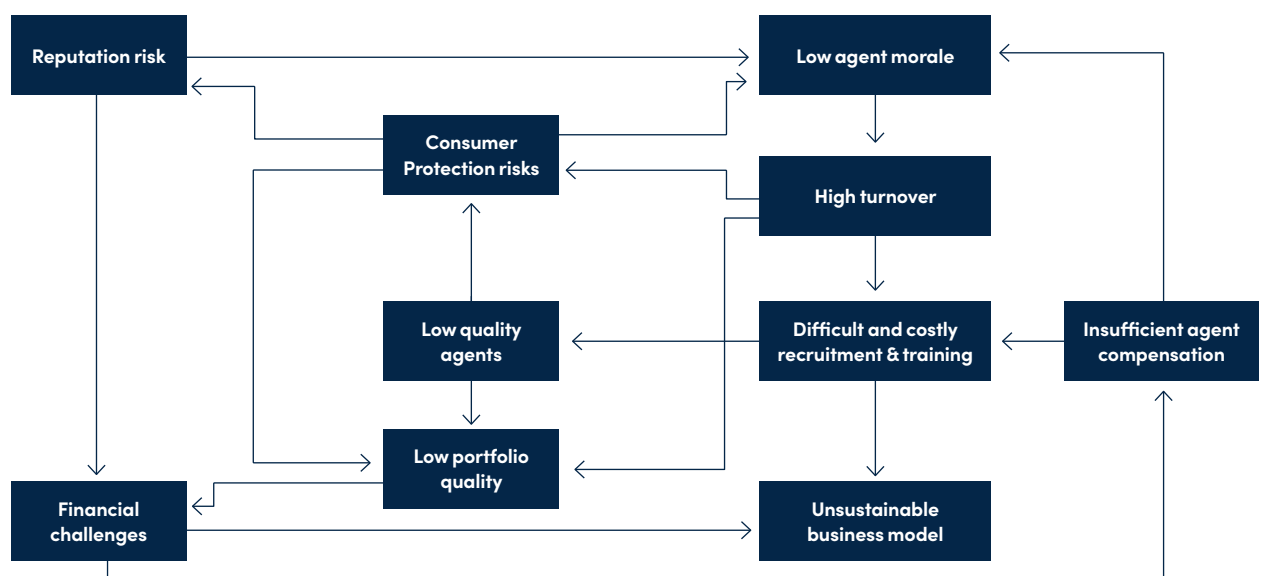 Reputation risk
Low agent morale
Consumer
Protection risks
High turnover
Low quality
agents
Difficult and costly
recruitment & training
Insufficient agent
compensation
Low portfolio
quality
Financial
challenges
Unsustainable
business model